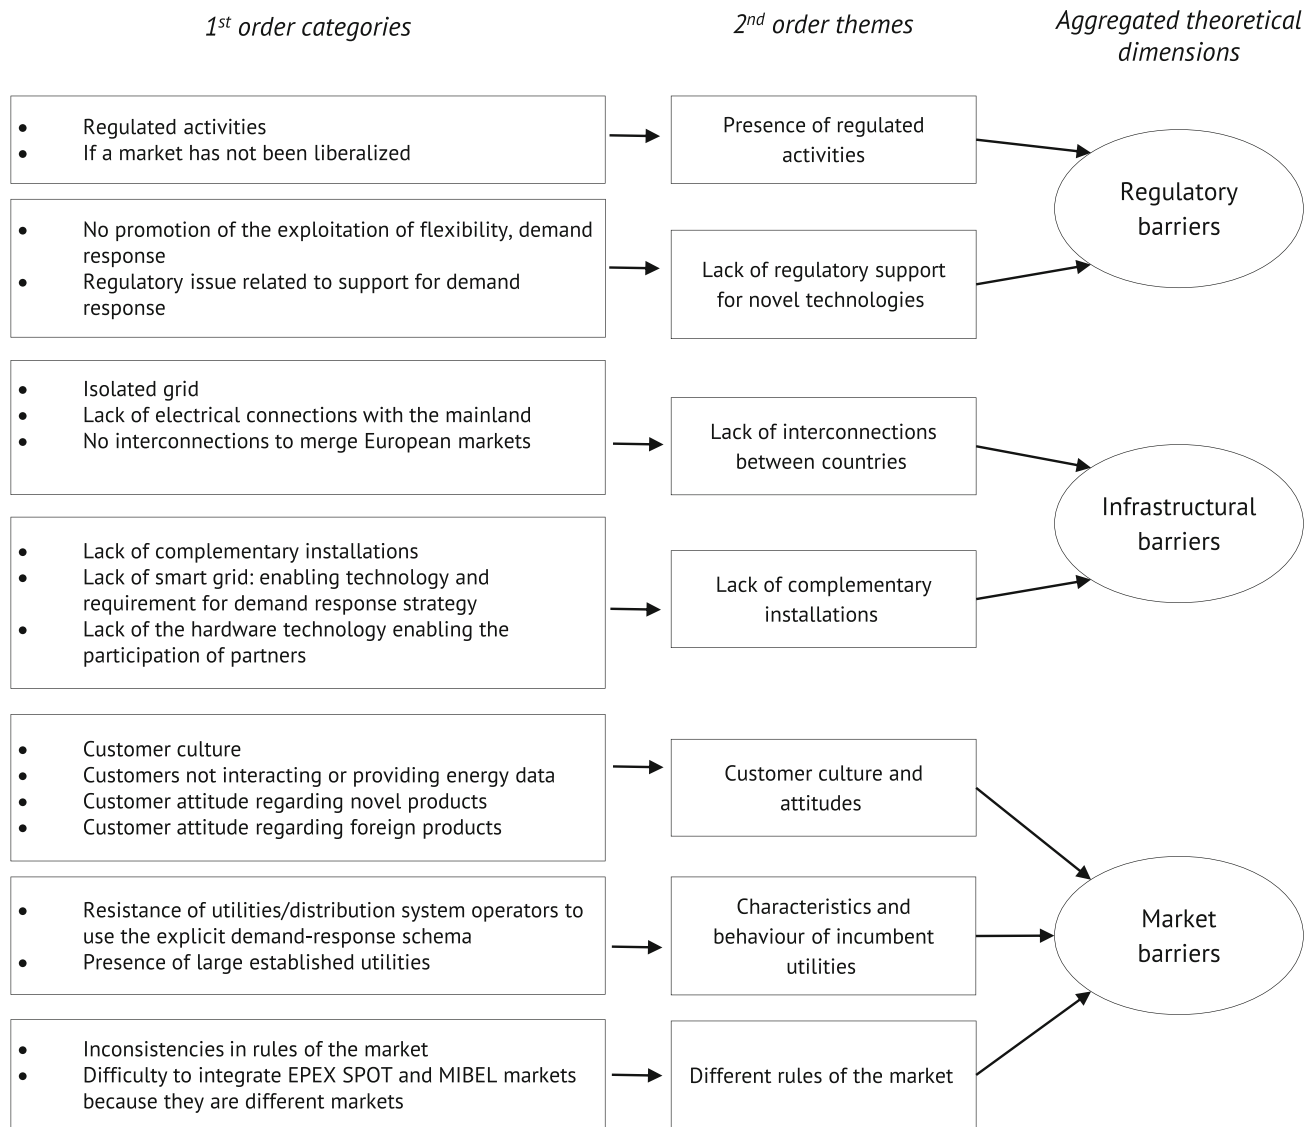 1st order categories
2nd order themes
Aggregated theoretical
dimensions
• Regulated activities
• If a market has not been liberalized
Presence of regulated
activities
• No promotion of the exploitation of flexibility, demand
response
• Regulatory issue related to support for demand
response
Lack of regulatory support
for novel technologies
Regulatory
barriers
• Isolated grid
• Lack of electrical connections with the mainland
• No interconnections to merge European markets
Lack of interconnections
between countries
• Lack of complementary installations
• Lack of smart grid: enabling technology and
requirement for demand response strategy
• Lack of the hardware technology enabling the
participation of partners
Lack of complementary
installations
Infrastructural
barriers
• Customer culture
• Customers not interacting or providing energy data
• Customer attitude regarding novel products
• Customer attitude regarding foreign products
Customer culture and
attitudes
• Resistance of utilities/distribution system operators to
use the explicit demand-response schema
• Presence of large established utilities
Characteristics and
behaviour of incumbent
utilities
• Inconsistencies in rules of the market
• Difficulty to integrate EPEX SPOT and MIBEL markets
because they are different markets
Different rules of the market
Market
barriers